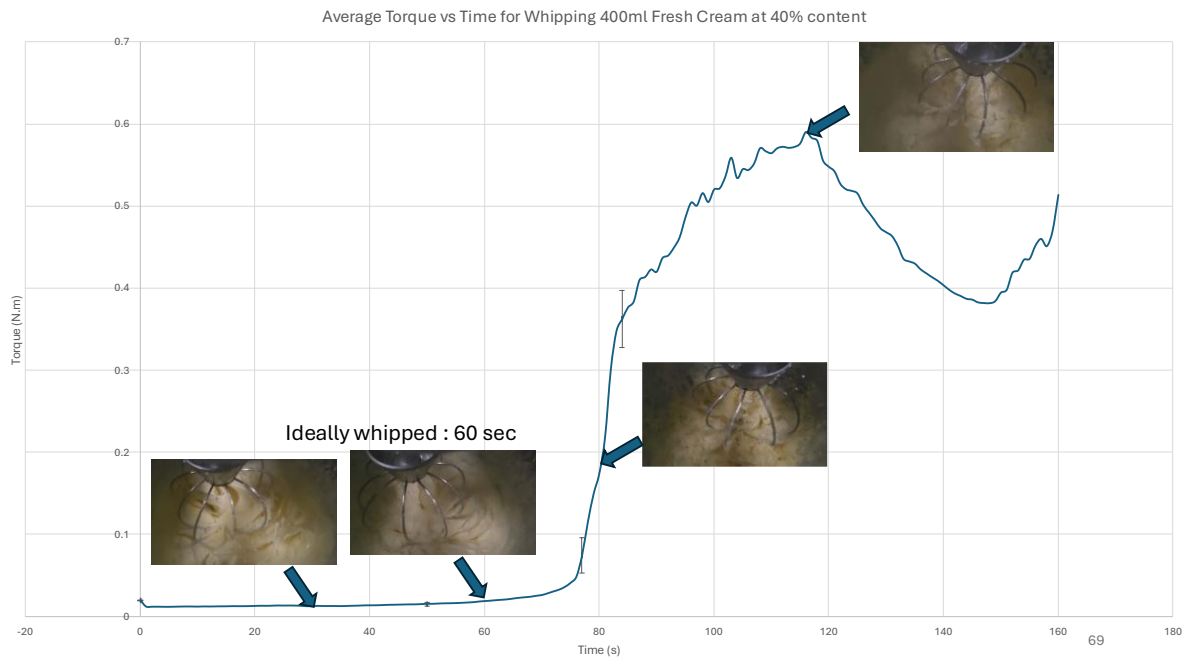 Average Torque vs Time for Whipping 400ml Fresh Cream at 40% content
0.7
0.6
0.5
0.4
0.3
0.2
0.1
0
Torque (N.m)
Ideally whipped : 60 sec
-20 0 20 40 60 80 100 120 140 160 180
Time (s)
69